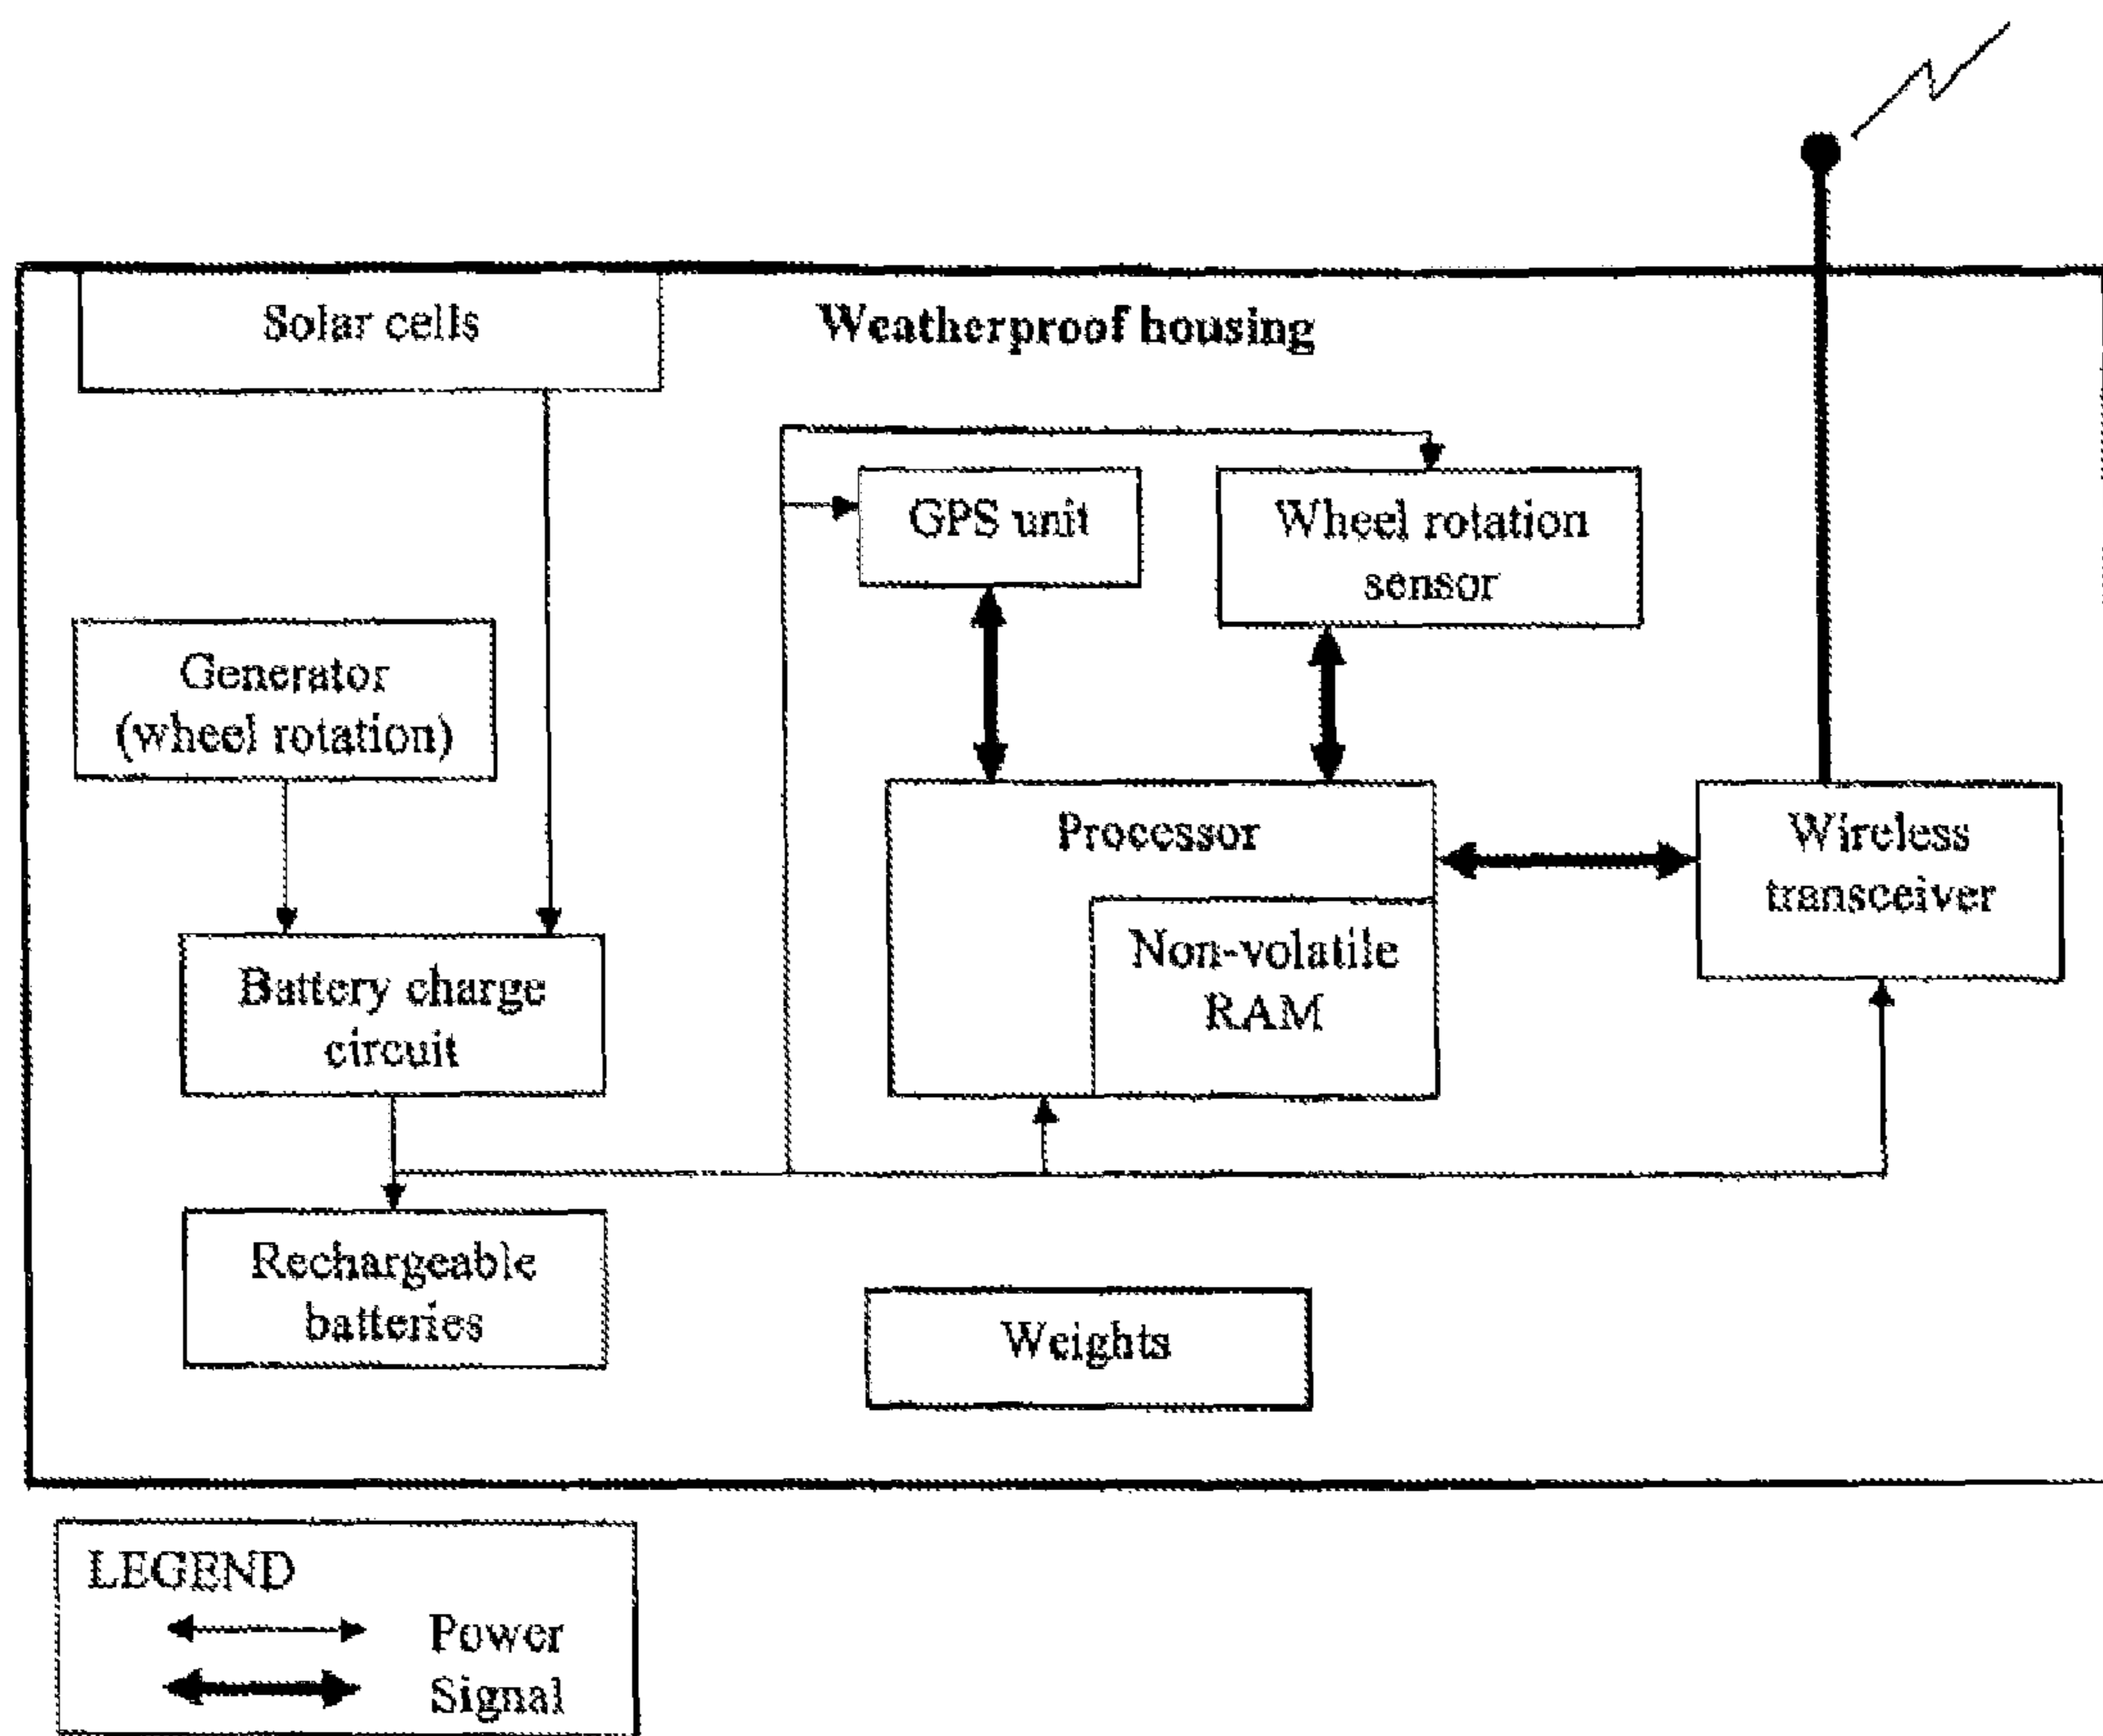 Solar cells
Weatherproof housing
GPS unit
Wheel rotation
sensor
Generator
(wheel rotation)
Processor
Wireless
transceiver
Non-volatile
RAM
Battery charge
circuit
Rechargeable
batteries
Weights
LEGEND
Power
Signal